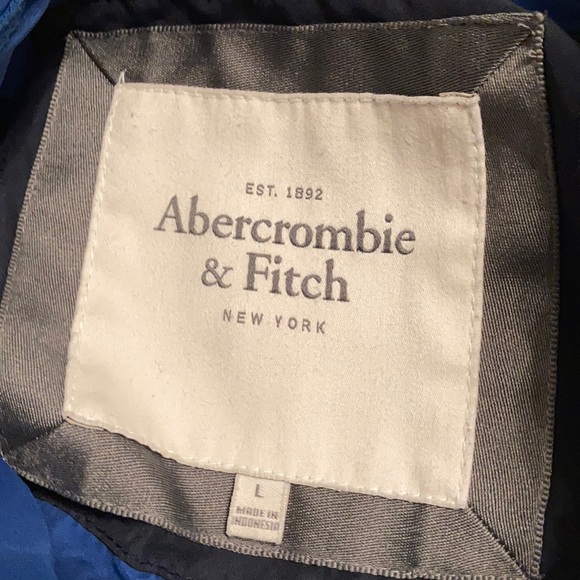 EST. 1892
Abercrombie
& Fitch
NEW YORK
L
MADE IN
INDONESIA